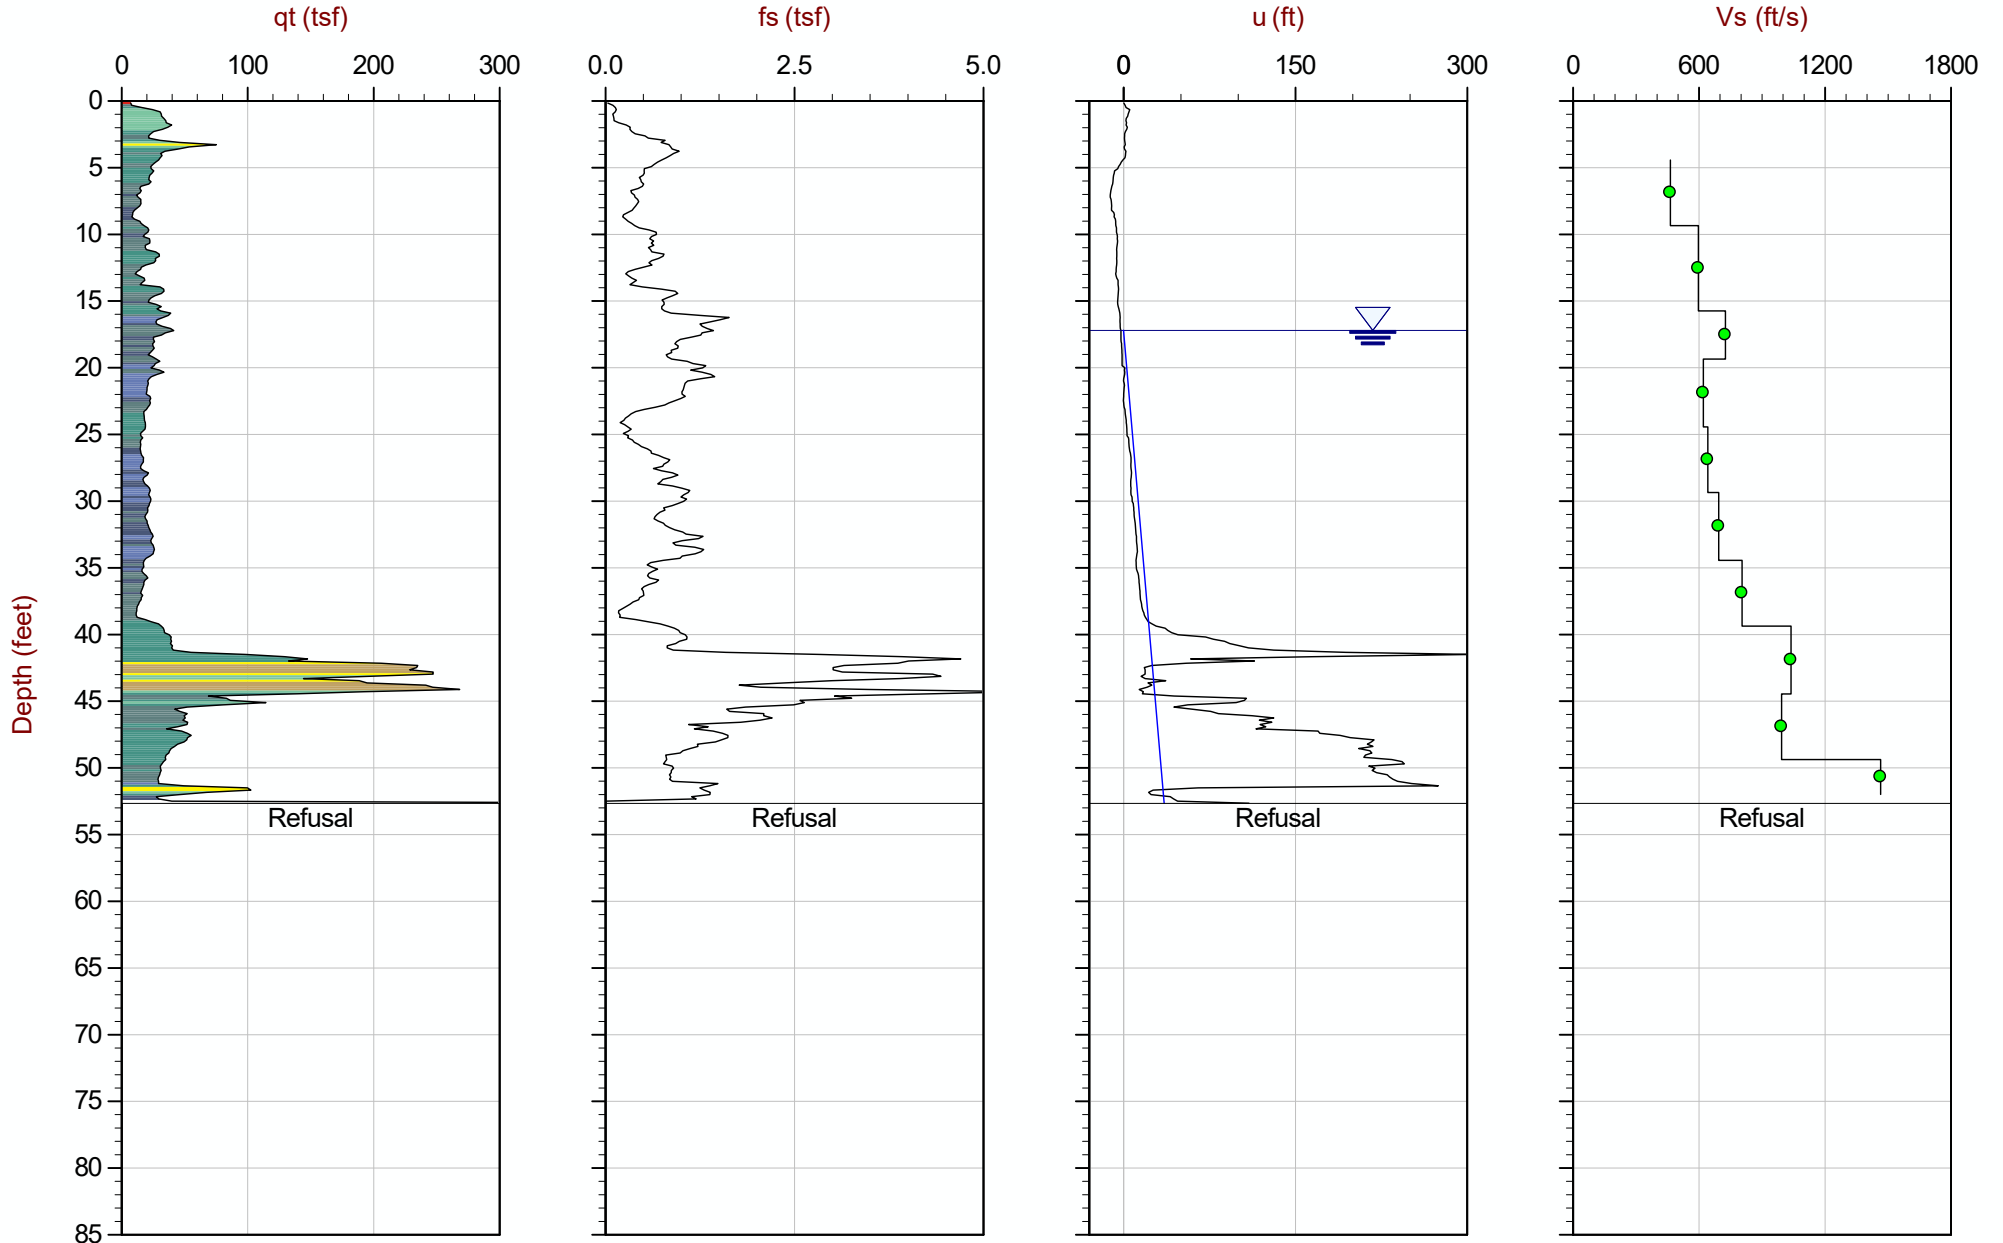 qt (tsf)
fs (tsf)
u (ft)
Vs (ft/s)
0 100 200 300
0.0 2.5 5.0
0 150 300
0 600 1200 1800
0
5
10
15
20
25
30
35
40
45
50
55
60
65
70
75
80
85
Depth (feet)
Refusal
Refusal
Refusal
Refusal